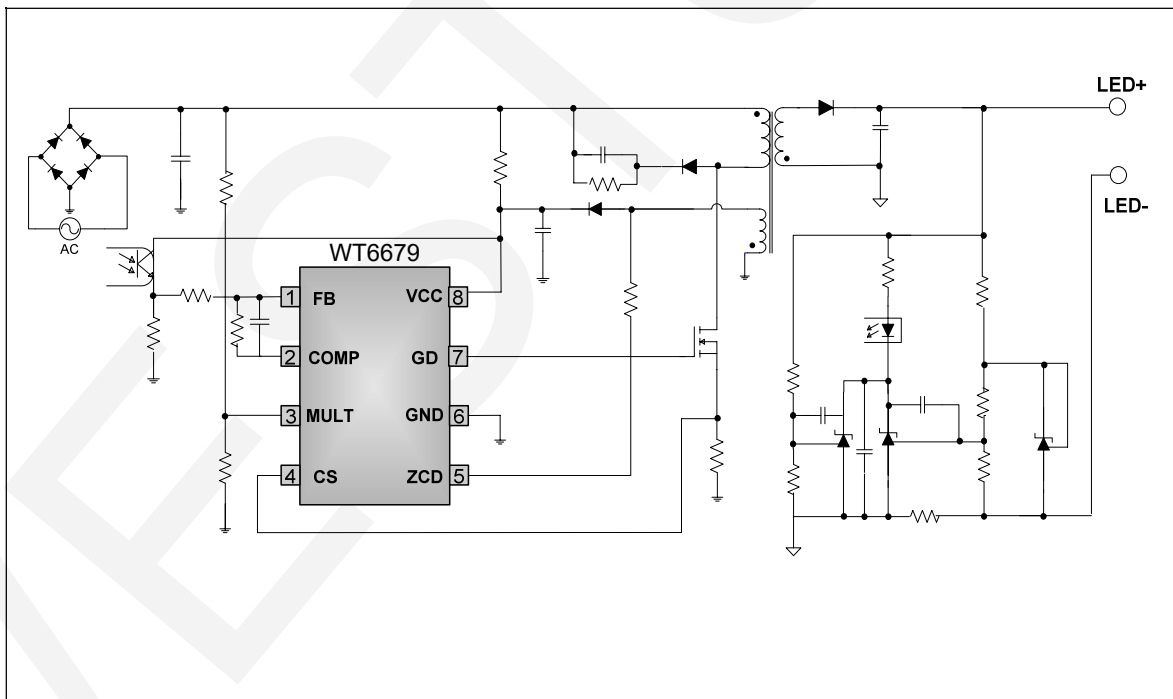 LED+
LED-
AC
WT6679
1 FB VCC 8
2 COMP GD 7
3 MULT GND 6
4 CS ZCD 5